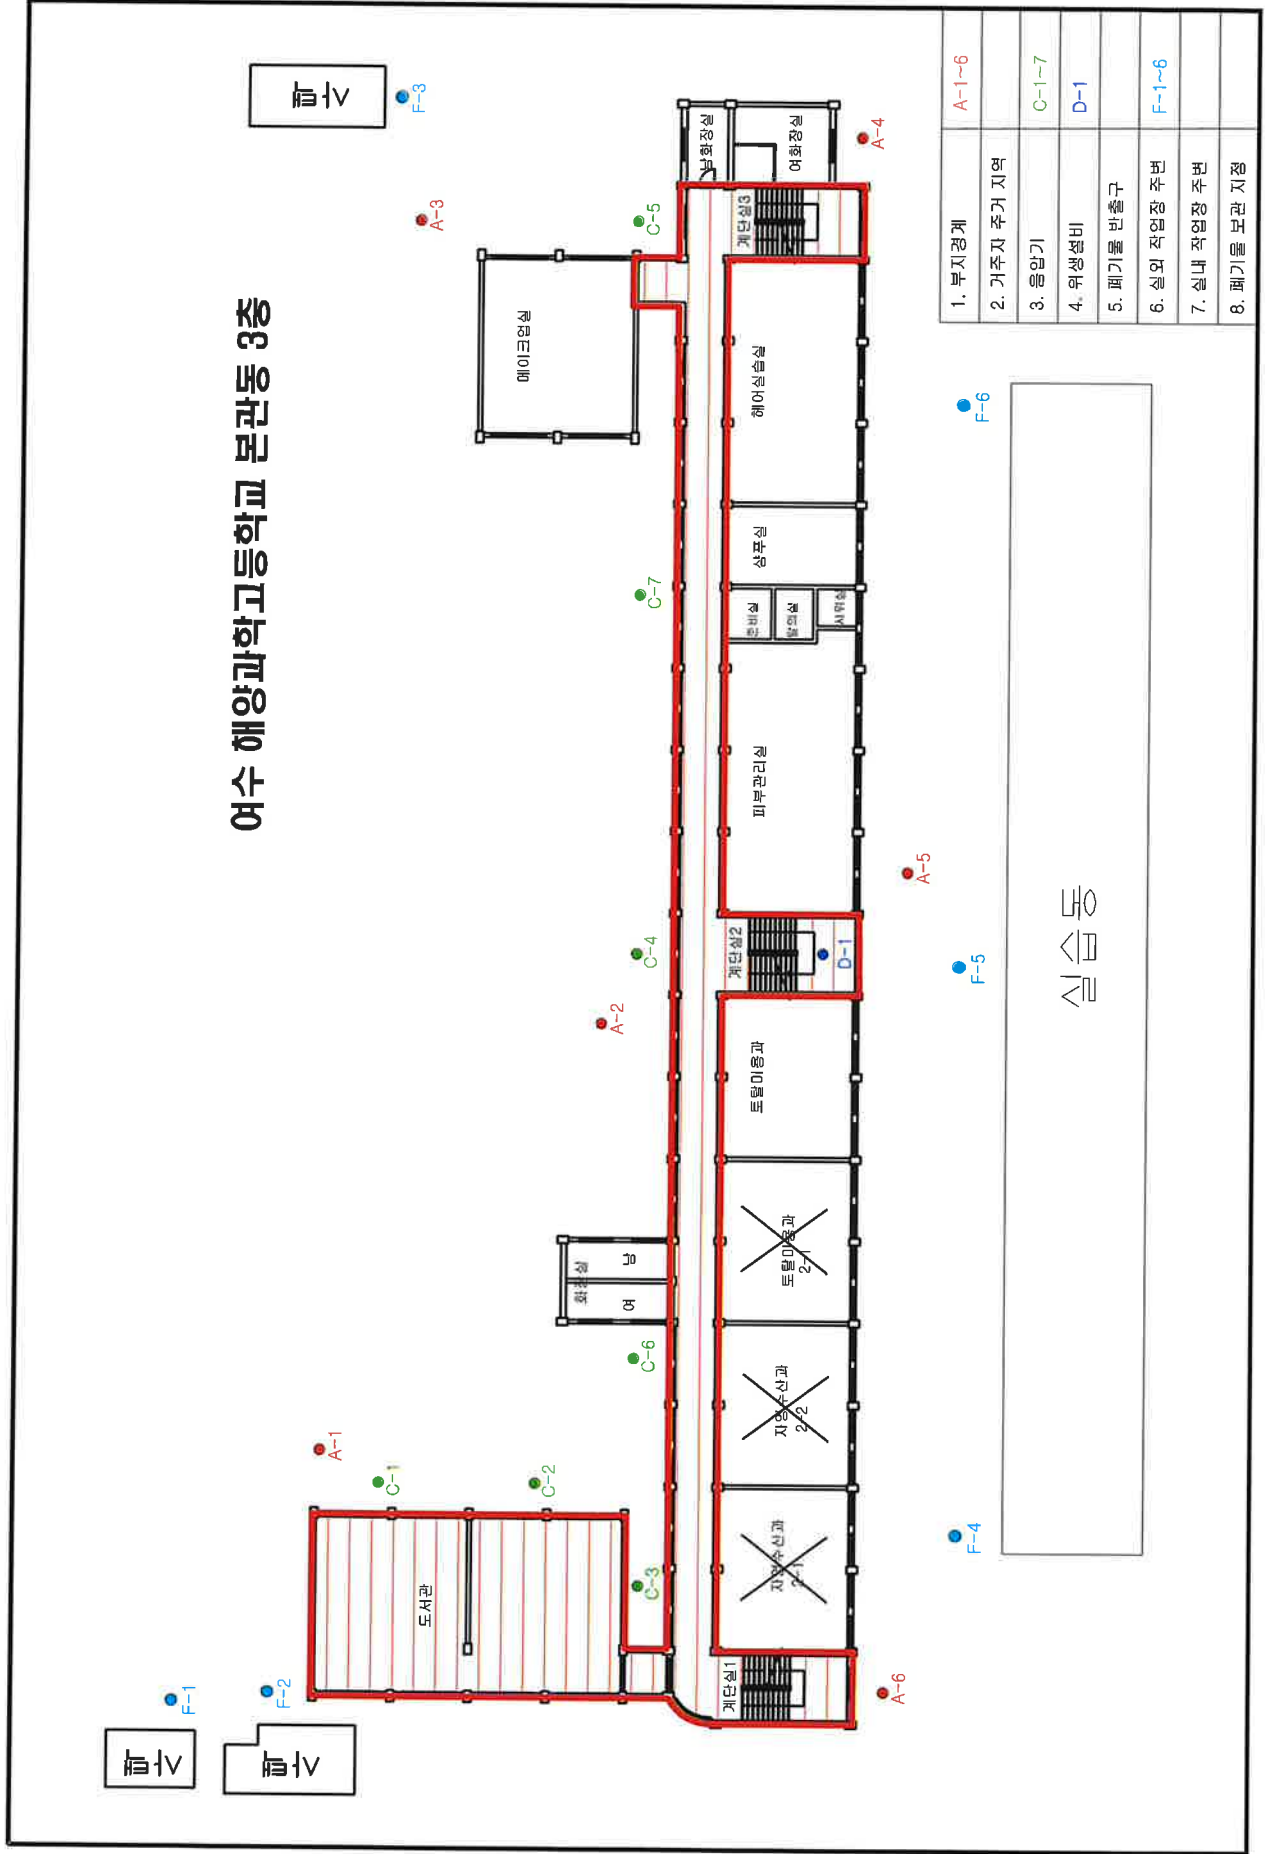 여수 해양과학고등학교 본관동 3층
팝스
F-1
팝스
F-2
팝스
F-3
A-1
C-1
C-2
도서관
C-3
C-6
화장실
여
남
A-2
C-4
C-7
메이크업실
A-3
C-5
남화장실
여화장실
A-4
계단실1
자영수산과
2-1
자영수산과
2-2
토탈미용과
2-1
토탈미용과
계단실2
D-1
피부관리실
준비실
탈의실
샤워실
샴푸실
헤어실습실
계단실3
A-6
A-5
F-4
F-5
F-6
실습동
1. 부지경계 A-1~6
2. 거주자 주거 지역
3. 음압기 C-1~7
4. 위생설비 D-1
5. 폐기물 반출구
6. 실외 작업장 주변 F-1~6
7. 실내 작업장 주변
8. 폐기물 보관 지점